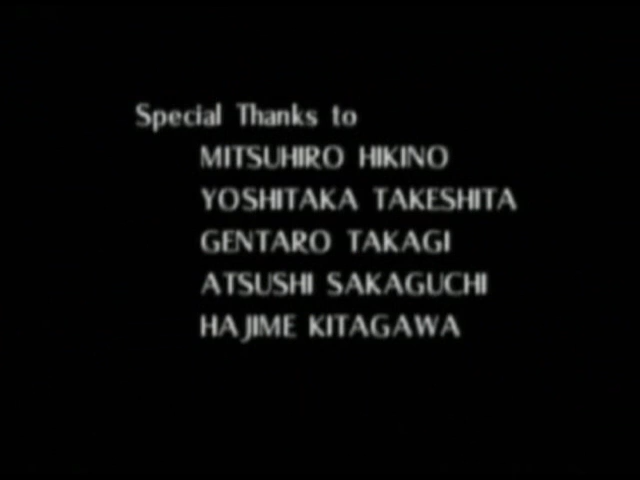 Special Thanks to
MITSUHIRO HIKINO
YOSHITAKA TAKESHITA
GENTARO TAKAGI
ATSUSHI SAKAGUCHI
HAJIME KITAGAWA